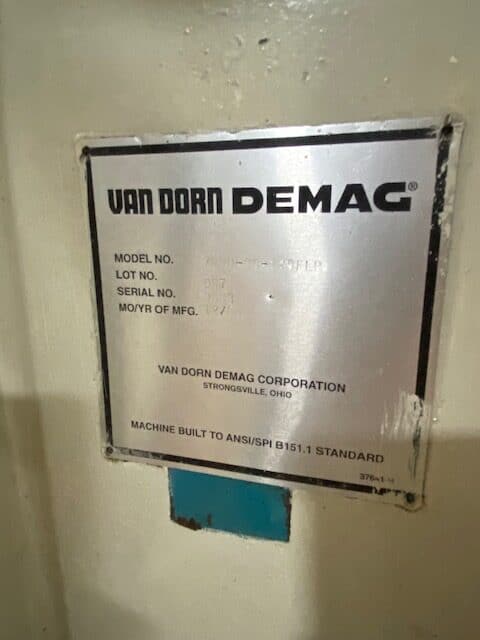 VAN DORN DEMAG®
MODEL NO.
LOT NO.
SERIAL NO.
MO/YR OF MFG.
VAN DORN DEMAG CORPORATION
STRONGSVILLE, OHIO
MACHINE BUILT TO ANSI/SPI B151.1 STANDARD